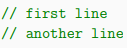 // first line
// another line